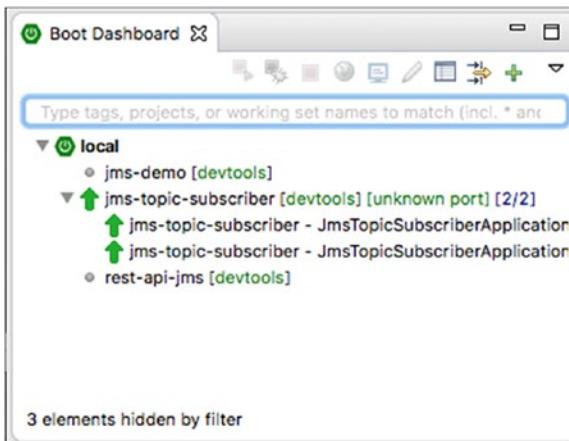 Boot Dashboard
Type tags, projects, or working set names to match (incl. * and
local
jms-demo [devtools]
jms-topic-subscriber [devtools] [unknown port] [2/2]
jms-topic-subscriber - JmsTopicSubscriberApplication
jms-topic-subscriber - JmsTopicSubscriberApplication
rest-api-jms [devtools]
3 elements hidden by filter